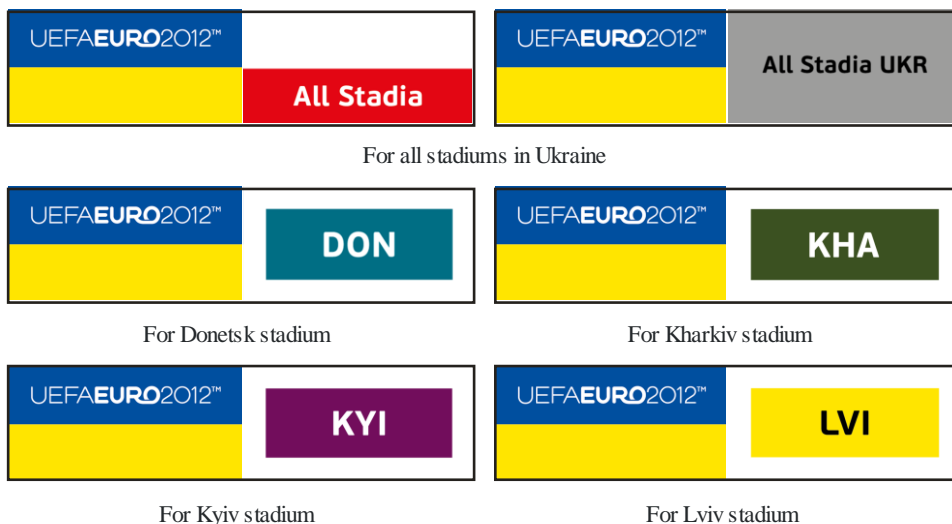 UEFAEURO2012™ All Stadia
UEFAEURO2012™ All Stadia UKR
For all stadiums in Ukraine
UEFAEURO2012™ DON
UEFAEURO2012™ KHA
For Donetsk stadium
For Kharkiv stadium
UEFAEURO2012™ KYI
UEFAEURO2012™ LVI
For Kyiv stadium
For Lviv stadium